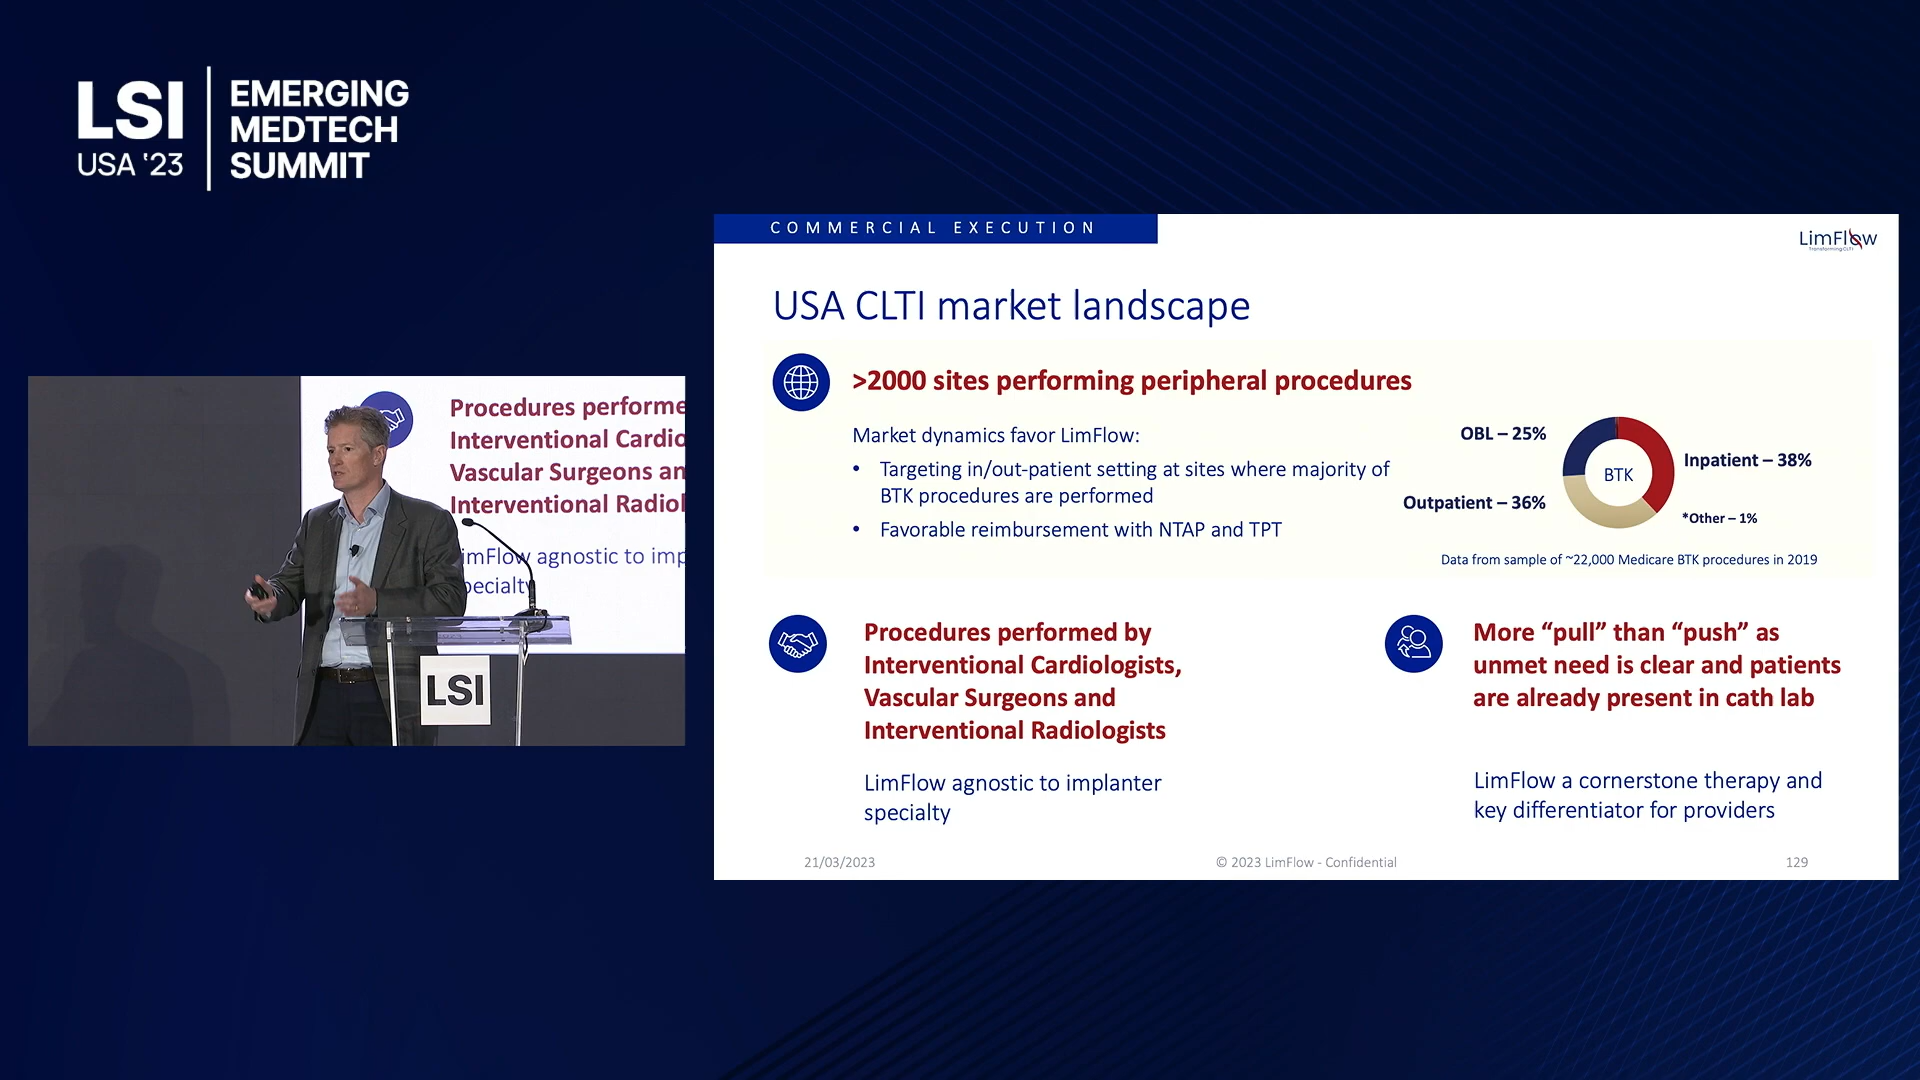 LSI
USA '23
EMERGING
MEDTECH
SUMMIT
Procedures performe
Interventional Cardio
Vascular Surgeons an
Interventional Radiol
imFlow agnostic to imp
pecialty
LSI
COMMERCIAL EXECUTION
LimFlow
USA CLTI market landscape
>2000 sites performing peripheral procedures
Market dynamics favor LimFlow:
• Targeting in/out-patient setting at sites where majority of
BTK procedures are performed
• Favorable reimbursement with NTAP and TPT
OBL – 25%
Inpatient – 38%
BTK
Outpatient – 36%
*Other – 1%
Data from sample of ~22,000 Medicare BTK procedures in 2019
Procedures performed by
Interventional Cardiologists,
Vascular Surgeons and
Interventional Radiologists
LimFlow agnostic to implanter
specialty
More “pull” than “push” as
unmet need is clear and patients
are already present in cath lab
LimFlow a cornerstone therapy and
key differentiator for providers
21/03/2023
© 2023 LimFlow - Confidential
129